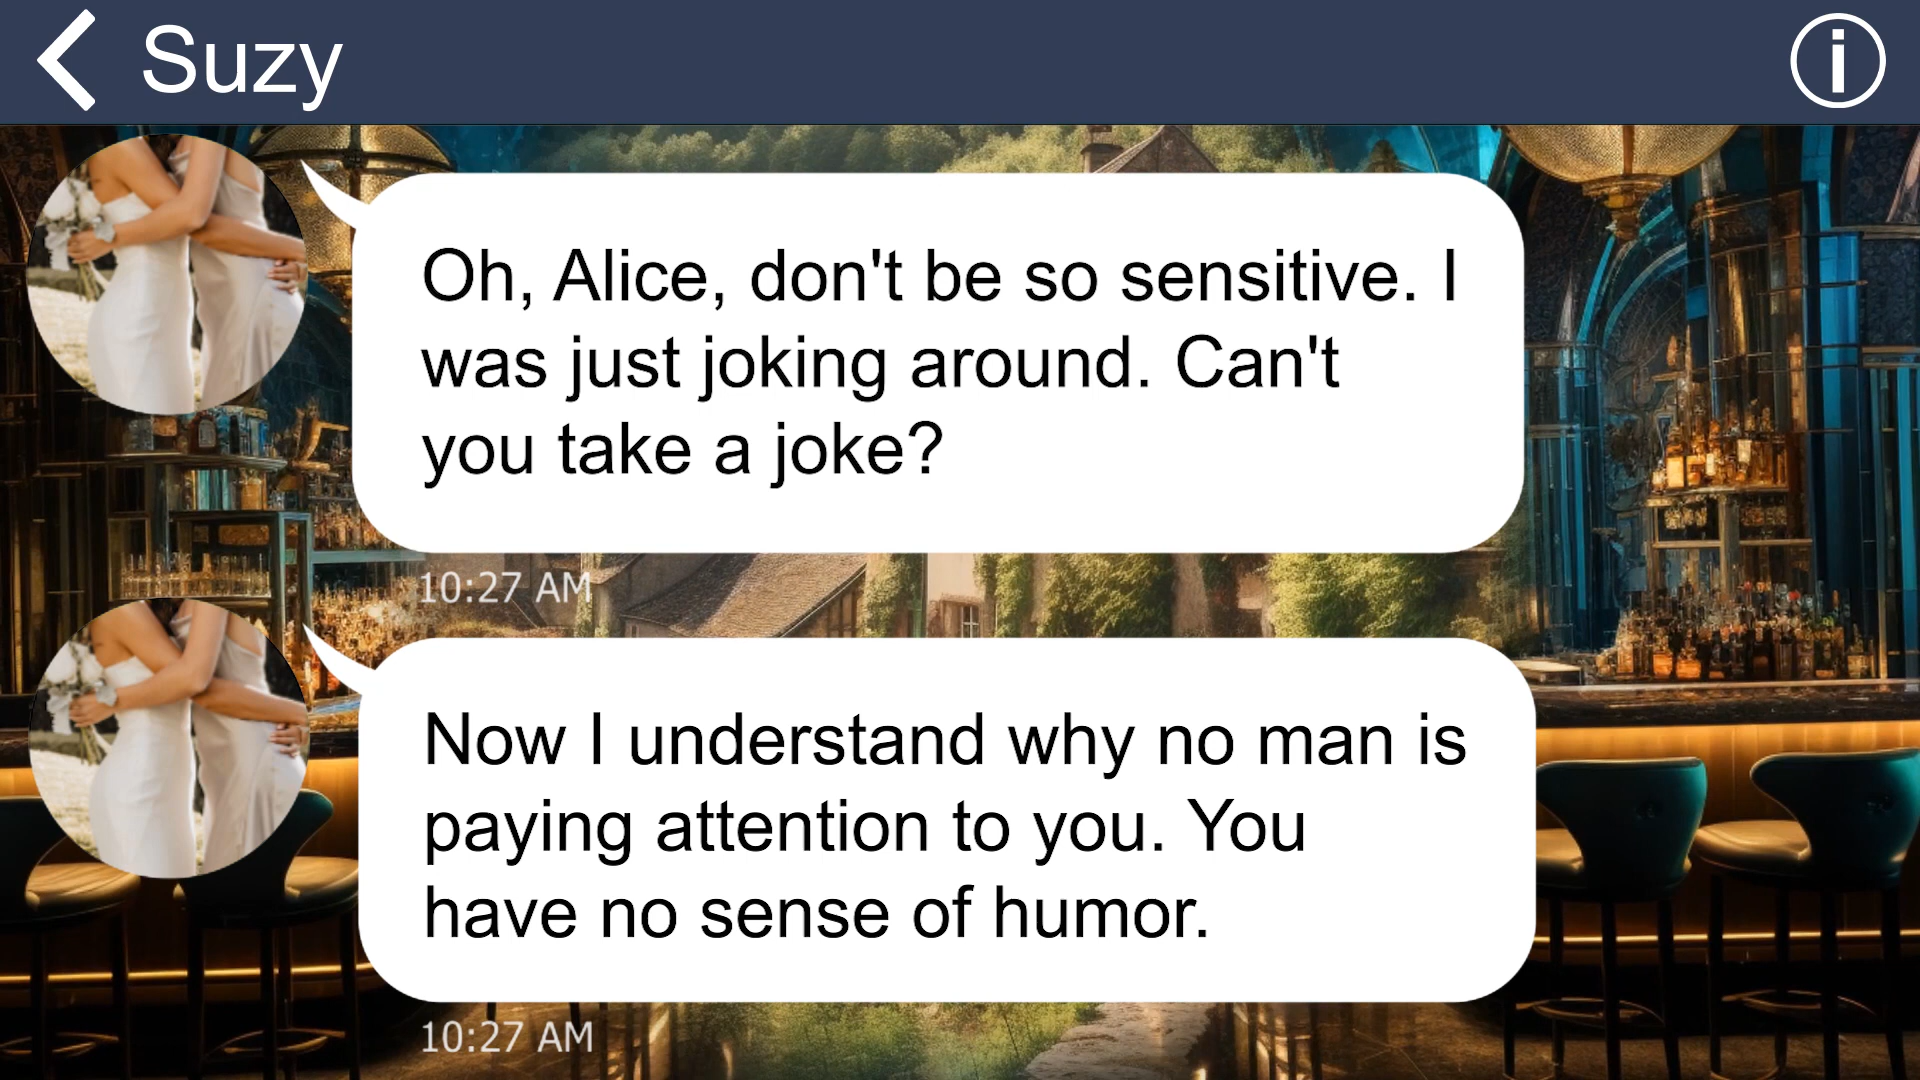 Suzy
Oh, Alice, don't be so sensitive. I
was just joking around. Can't
you take a joke?
10:27 AM
Now I understand why no man is
paying attention to you. You
have no sense of humor.
10:27 AM